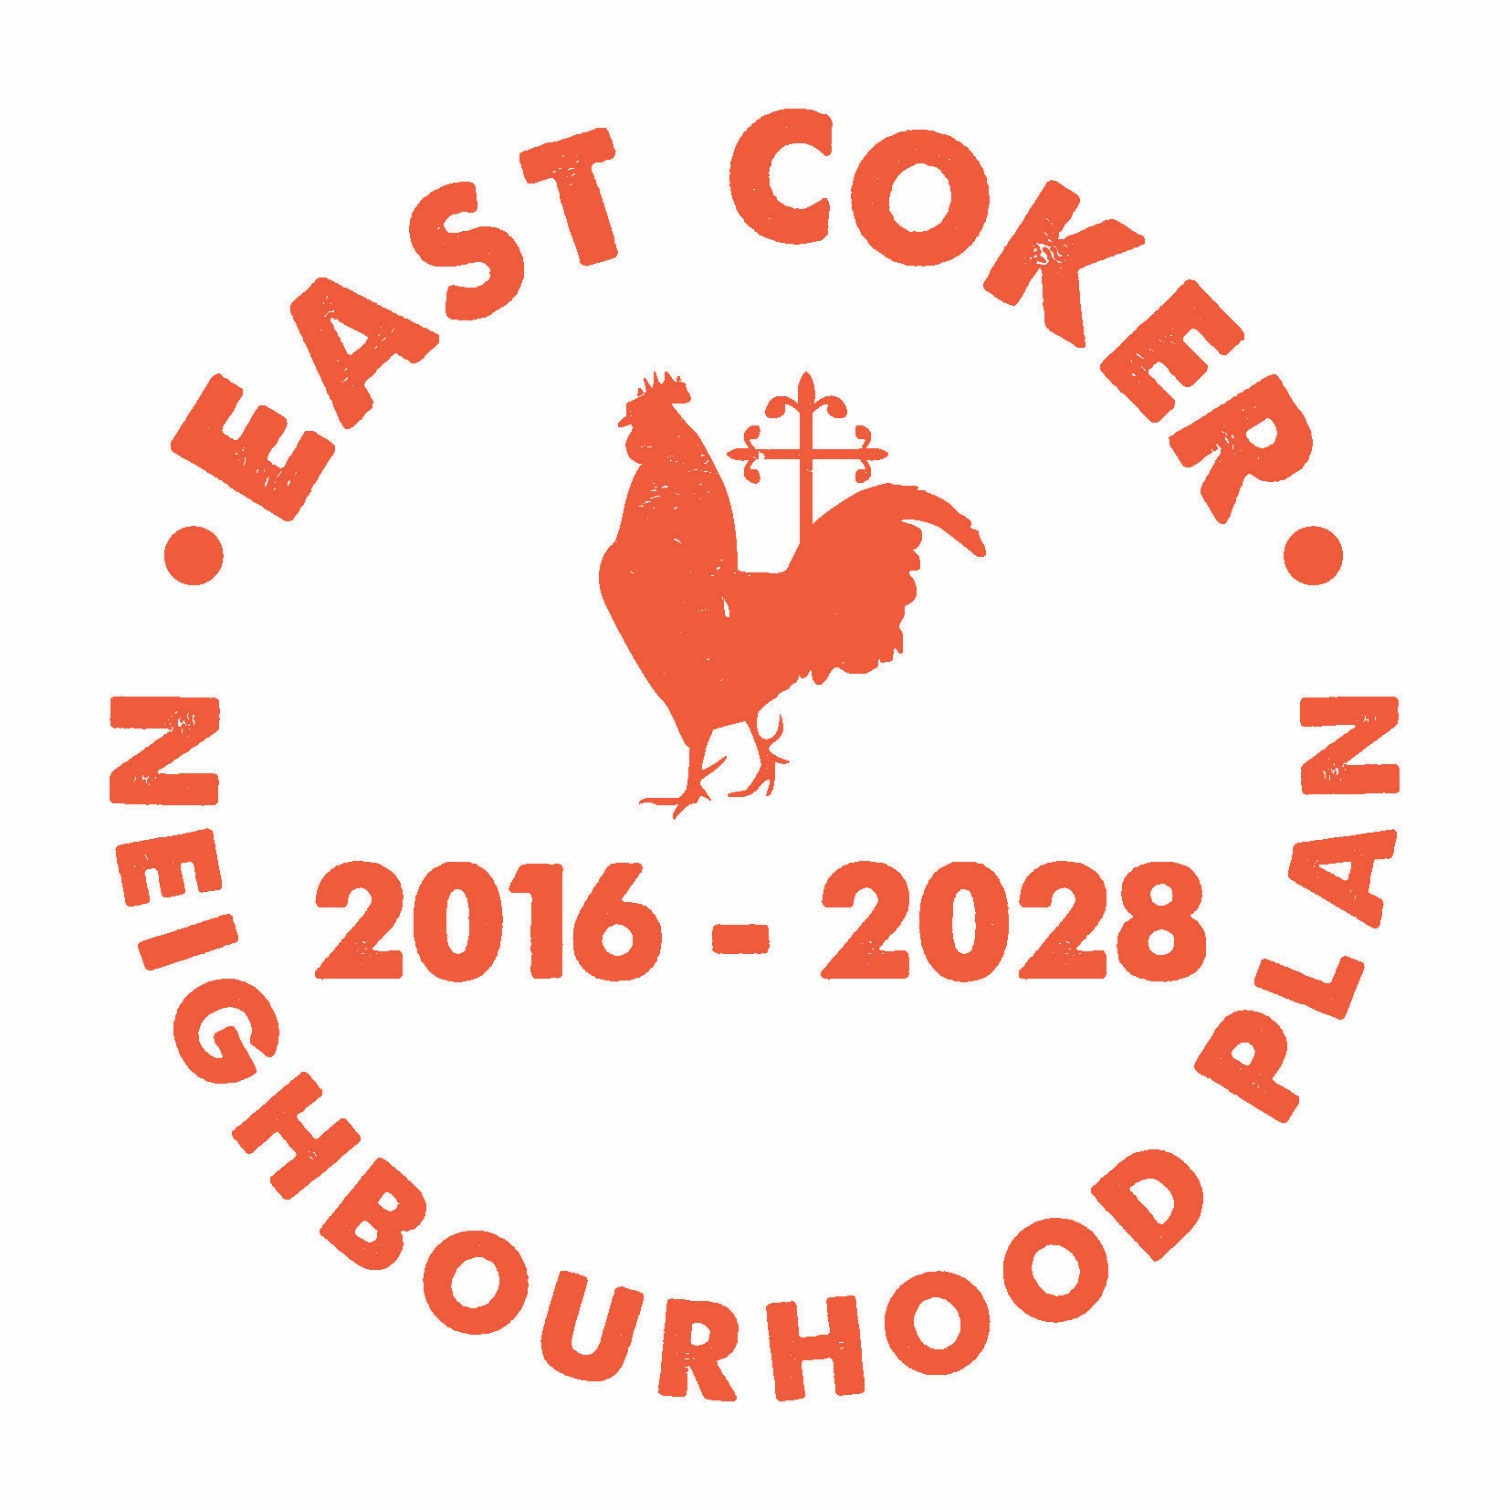 • EAST COKER •
2016 - 2028
NEIGHBOURHOOD PLAN